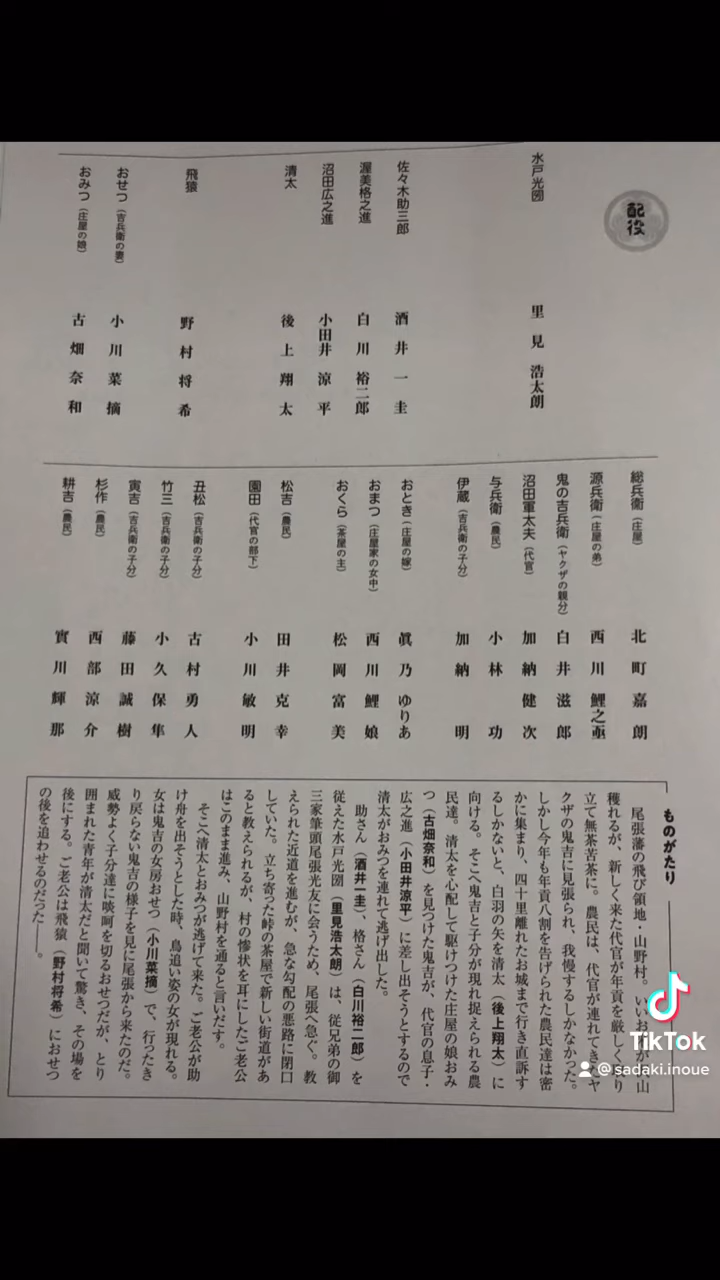 配役
水戸光圀 里見浩太朗
佐々木助三郎 酒井一圭
渥美格之進 白川裕二郎
沼田広之進 小田井涼平
清太 後上翔太
飛猿 野村将希
おせつ（吉兵衛の妻） 小川菜摘
おみつ（庄屋の娘） 古畑奈和
総兵衛（庄屋） 北町嘉朗
源兵衛（庄屋の弟） 西川鯉之亟
鬼の吉兵衛（ヤクザの親分） 白井滋郎
沼田軍太夫（代官） 加納健次
与兵衛（農民） 小林功
伊蔵（吉兵衛の子分） 加納明
おとき（庄屋の嫁） 眞乃ゆりあ
おまつ（庄屋家の女中） 西川鯉娘
おくら（茶屋の主） 松岡富美
松吉（農民） 田井克幸
園田（代官の部下） 小川敏明
丑松（吉兵衛の子分） 古村勇人
竹三（吉兵衛の子分） 小久保隼
寅吉（吉兵衛の子分） 藤田誠樹
杉作（農民） 西部涼介
耕吉（農民） 實川輝那
ものがたり
尾張藩の飛び領地・山野村。いいお が 山
穫れるが、新しく来た代官が年貢を厳しく り
立て無茶苦茶に。農民は、代官が連れてき ヤ
クザの鬼吉に見張られ、我慢するしかなかった。
しかし今年も年貢八割を告げられた農民達は密
かに集まり、四十里離れたお城まで行き直訴す
るしかないと、白羽の矢を清太（後上翔太）に
向ける。そこへ鬼吉と子分が現れ捉えられる農
民達。清太を心配して駆けつけた庄屋の娘おみ
つ（古畑奈和）を見つけた鬼吉が、代官の息子・
広之進（小田井涼平）に差し出そうとするので
清太がおみつを連れて逃げ出した。
助さん（酒井一圭）、格さん（白川裕二郎）を
従えた水戸光圀（里見浩太朗）は、従兄弟の御
三家筆頭尾張光友に会うため、尾張へ急ぐ。教
えられた近道を進むが、急な勾配の悪路に閉口
していた。立ち寄った峠の茶屋で新しい街道があ
ると教えられるが、村の惨状を耳にしたご老公
はこのまま進み、山野村を通ると言いだす。
そこへ清太とおみつが逃げて来た。ご老公が助
け舟を出そうとした時、鳥追い姿の女が現れる。
女は鬼吉の女房おせつ（小川菜摘）で、行ったき
り戻らない鬼吉の様子を見に尾張から来たのだ。
威勢よく子分達に啖呵を切るおせつだが、とり
囲まれた青年が清太だと聞いて驚き、その場を
後にする。ご老公は飛猿（野村将希）におせつ
の後を追わせるのだった――。
TikTok
@sadaki.inoue